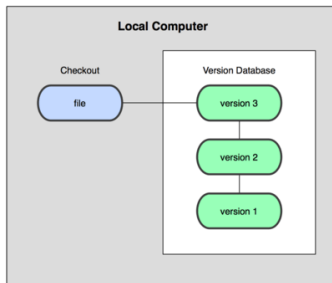 Local Computer
Checkout
Version Database
file
version 3
version 2
version 1